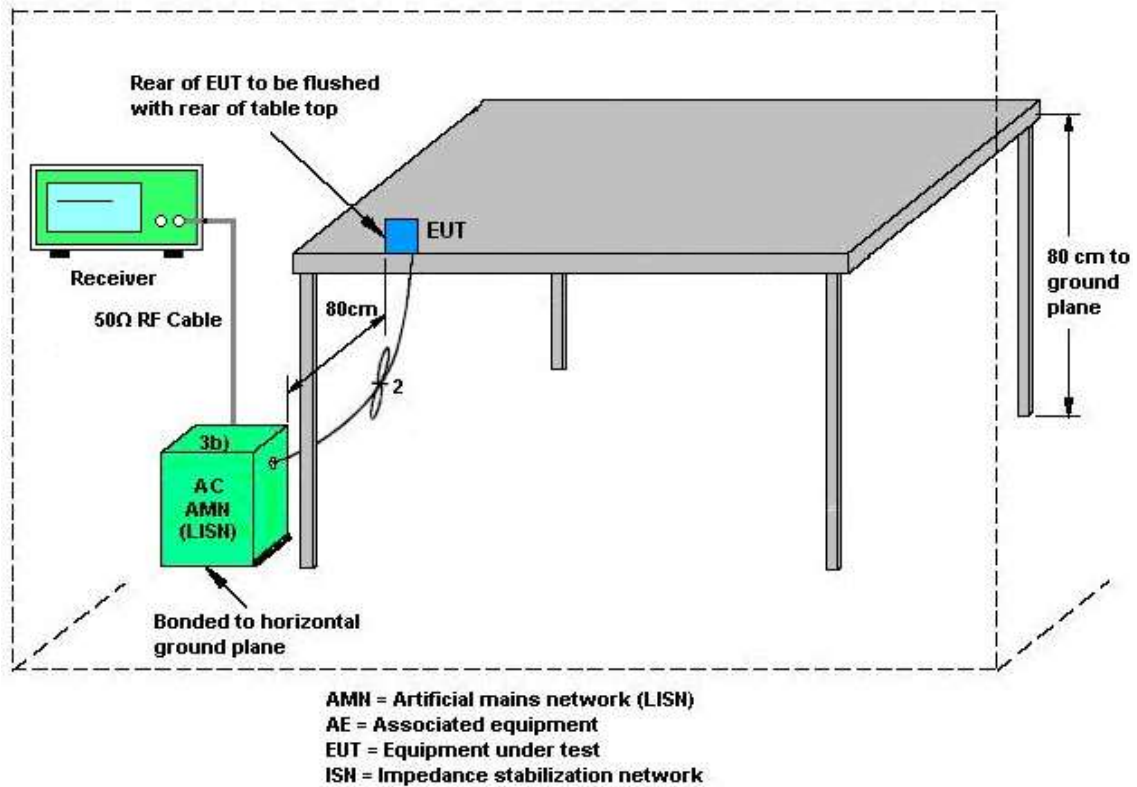 Rear of EUT to be flushed
with rear of table top
EUT
Receiver
50Ω RF Cable
80cm
80 cm to
ground
plane
2
3b)
AC
AMN
(LISN)
Bonded to horizontal
ground plane
AMN = Artificial mains network (LISN)
AE = Associated equipment
EUT = Equipment under test
ISN = Impedance stabilization network